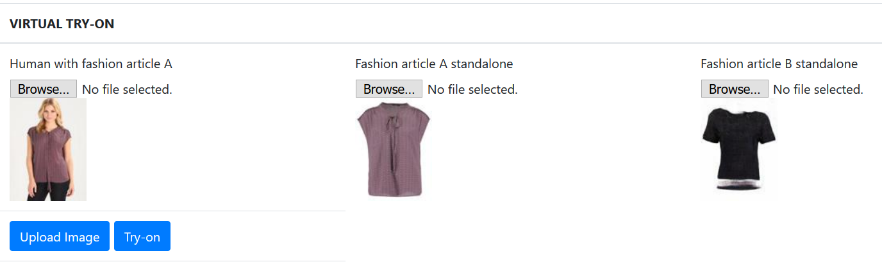 VIRTUAL TRY-ON
Human with fashion article A
Browse... No file selected.
Fashion article A standalone
Browse... No file selected.
Fashion article B standalone
Browse... No file selected.
Upload Image Try-on